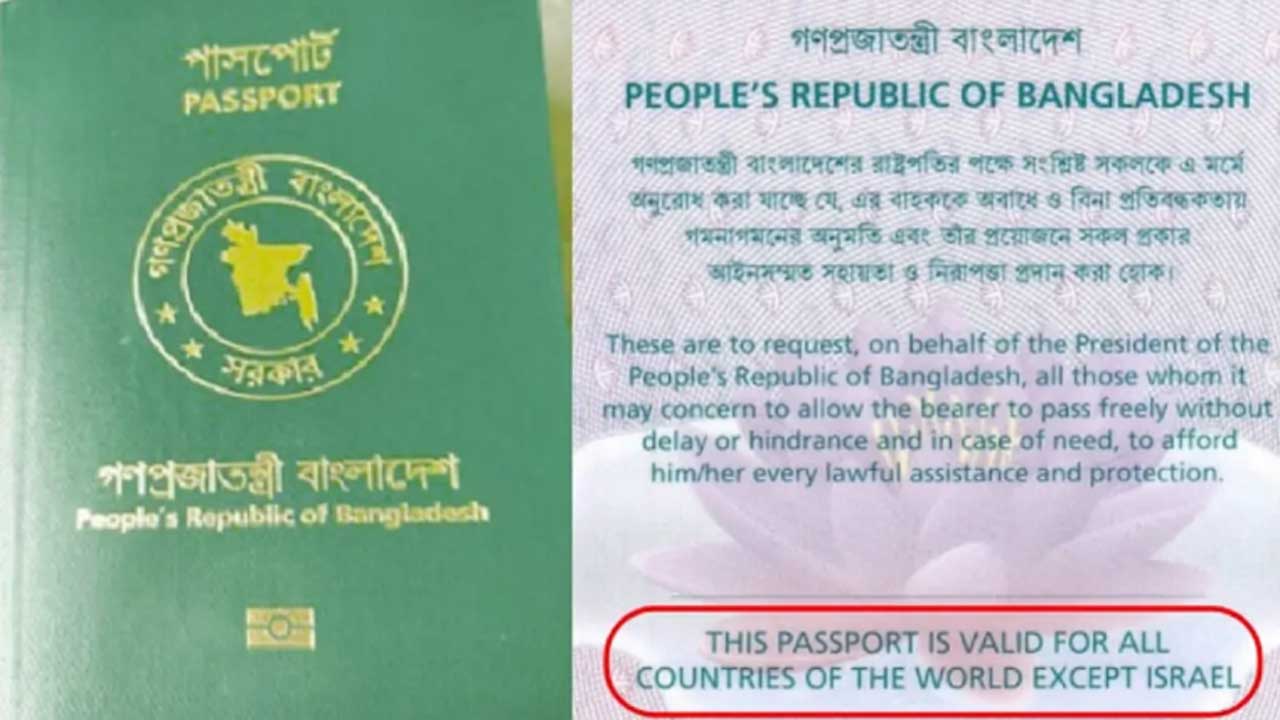 পাসপোর্ট
PASSPORT
গণপ্রজাতন্ত্রী বাংলাদেশ
সরকার
গণপ্রজাতন্ত্রী বাংলাদেশ
People's Republic of Bangladesh
গণপ্রজাতন্ত্রী বাংলাদেশ
PEOPLE'S REPUBLIC OF BANGLADESH
গণপ্রজাতন্ত্রী বাংলাদেশের রাষ্ট্রপতির পক্ষে সংশ্লিষ্ট সকলকে এ মর্মে
অনুরোধ করা যাচ্ছে যে, এর বাহককে অবাধে ও বিনা প্রতিবন্ধকতায়
গমনাগমনের অনুমতি এবং তাঁর প্রয়োজনে সকল প্রকার
আইনসম্মত সহায়তা ও নিরাপত্তা প্রদান করা হোক।
These are to request, on behalf of the President of the
People's Republic of Bangladesh, all those whom it
may concern to allow the bearer to pass freely without
delay or hindrance and in case of need, to afford
him/her every lawful assistance and protection.
THIS PASSPORT IS VALID FOR ALL
COUNTRIES OF THE WORLD EXCEPT ISRAEL